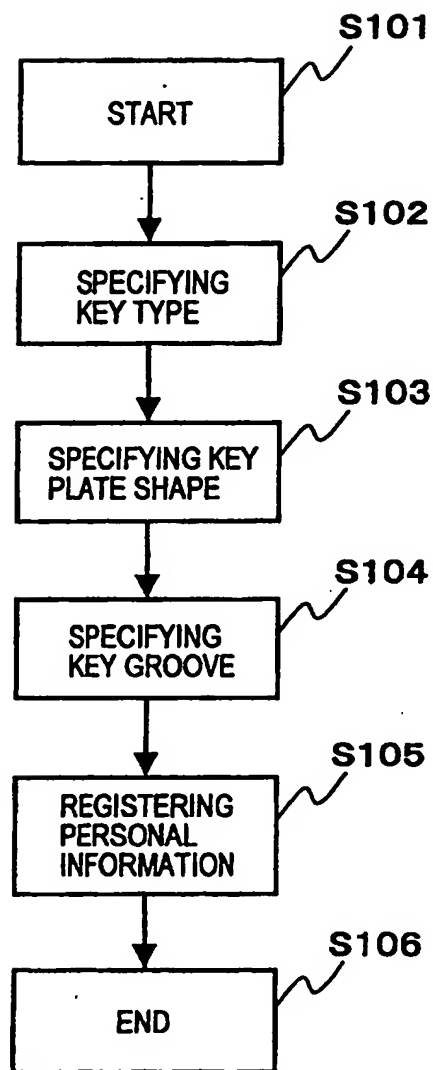 S101
START
S102
SPECIFYING
KEY TYPE
S103
SPECIFYING KEY
PLATE SHAPE
S104
SPECIFYING
KEY GROOVE
S105
REGISTERING
PERSONAL
INFORMATION
S106
END